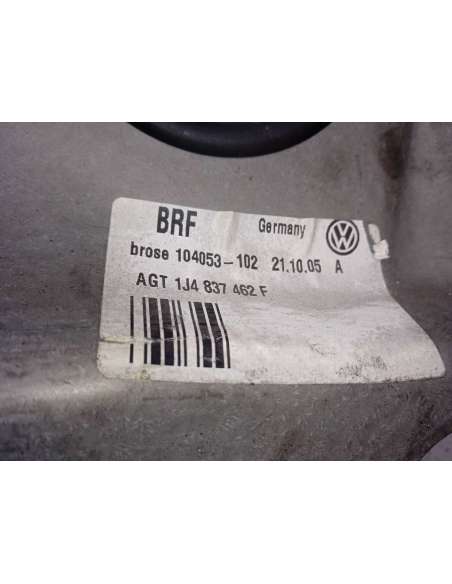 BRF Germany
brose 104053-102 21.10.05 A
AGT 1J4 837 462 F